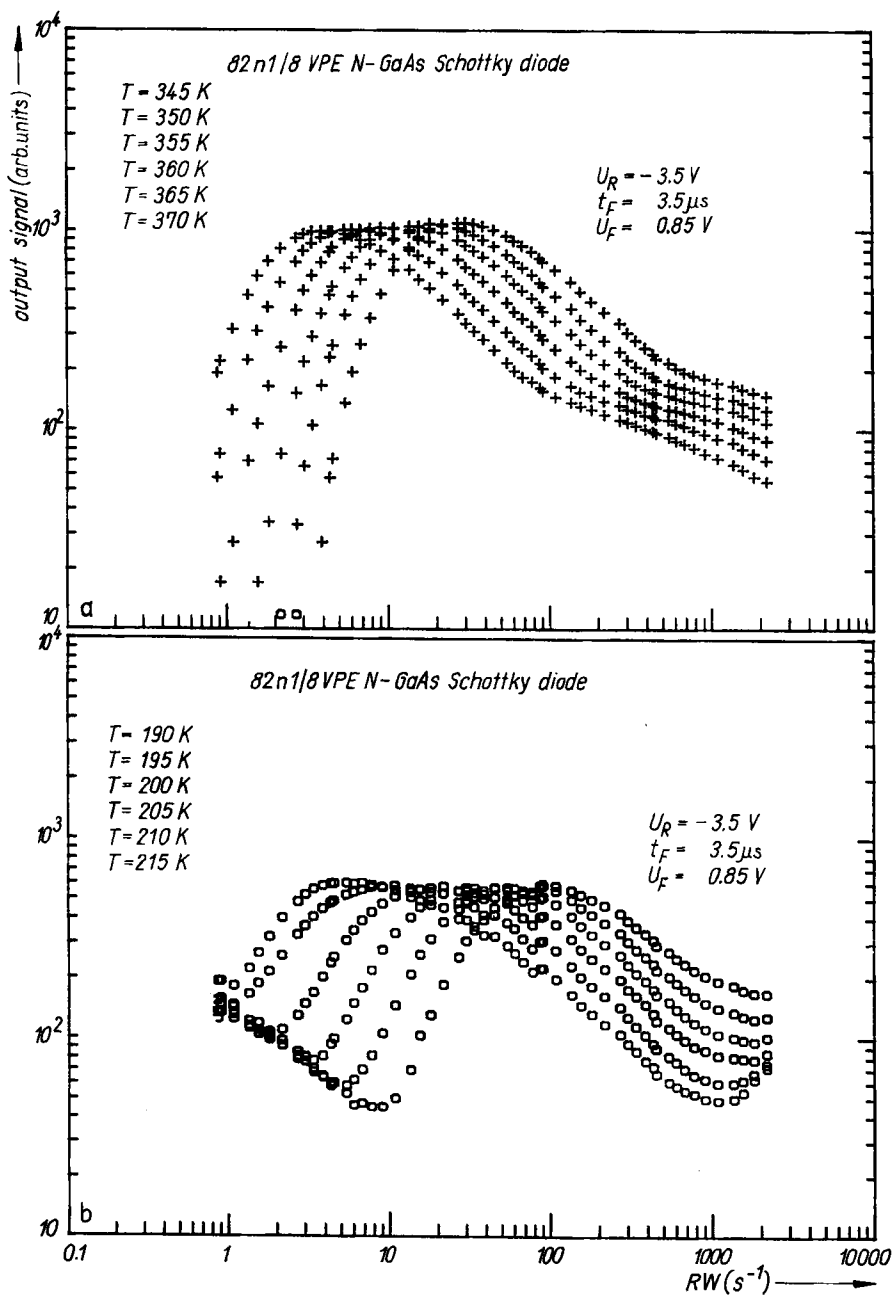 10⁴
output signal (arb. units)
82n1/8 VPE N-GaAs Schottky diode
T = 345 K
T = 350 K
T = 355 K
T = 360 K
T = 365 K
T = 370 K
U_R = -3.5 V
t_F = 3.5 μs
U_F = 0.85 V
10³
10²
10
a
10⁴
82n1/8 VPE N-GaAs Schottky diode
T = 190 K
T = 195 K
T = 200 K
T = 205 K
T = 210 K
T = 215 K
U_R = -3.5 V
t_F = 3.5 μs
U_F = 0.85 V
10³
10²
10
b
0.1 1 10 100 1000 10000
RW (s⁻¹)